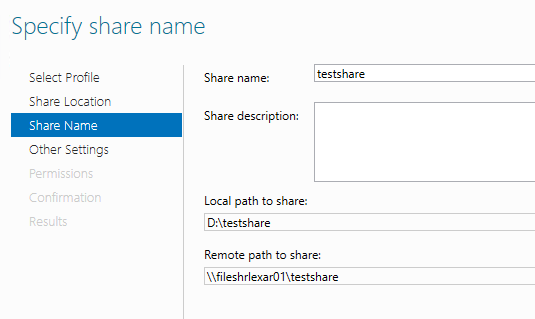 Specify share name
Select Profile
Share Location
Share Name
Other Settings
Permissions
Confirmation
Results
Share name:
testshare
Share description:
Local path to share:
D:\testshare
Remote path to share:
\\fileshrlexar01\testshare